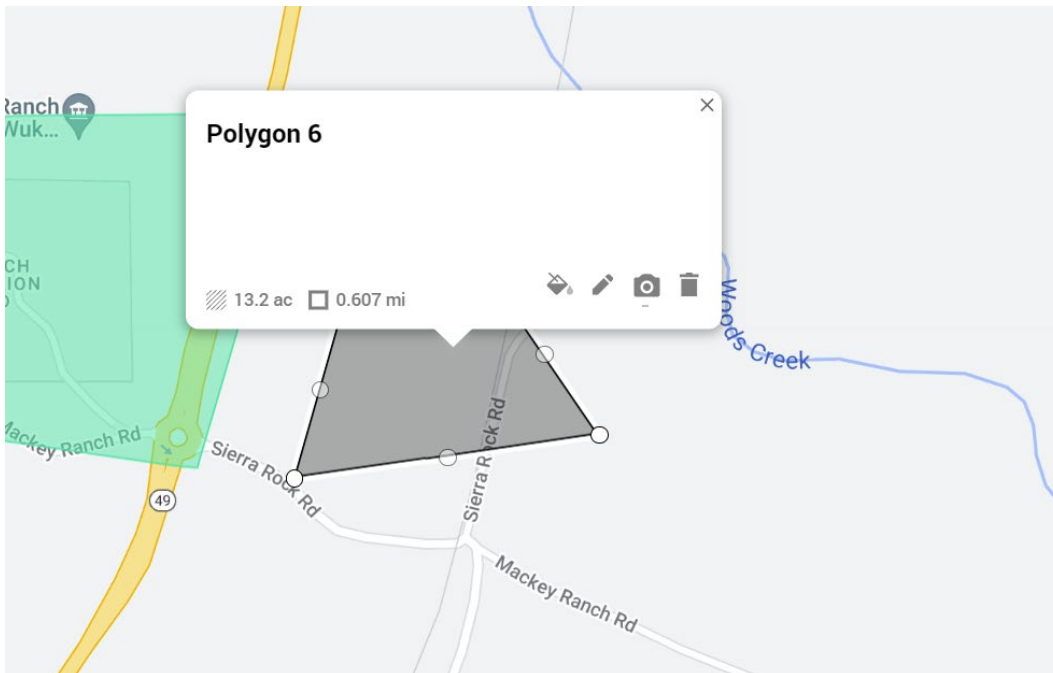 Ranch
Wuk...
Polygon 6
CH
ION
13.2 ac
0.607 mi
Woods Creek
Mackey Ranch Rd
Sierra Rock Rd
Sierra Rock Rd
49
Mackey Ranch Rd